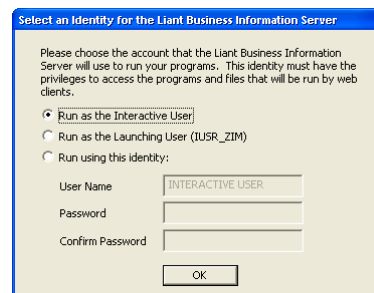 Select an Identity for the Liant Business Information Server
Please choose the account that the Liant Business Information
Server will use to run your programs. This identity must have the
privileges to access the programs and files that will be run by web
clients.
Run as the Interactive User
Run as the Launching User (IUSR_ZIM)
Run using this identity:
User Name INTERACTIVE USER
Password
Confirm Password
OK